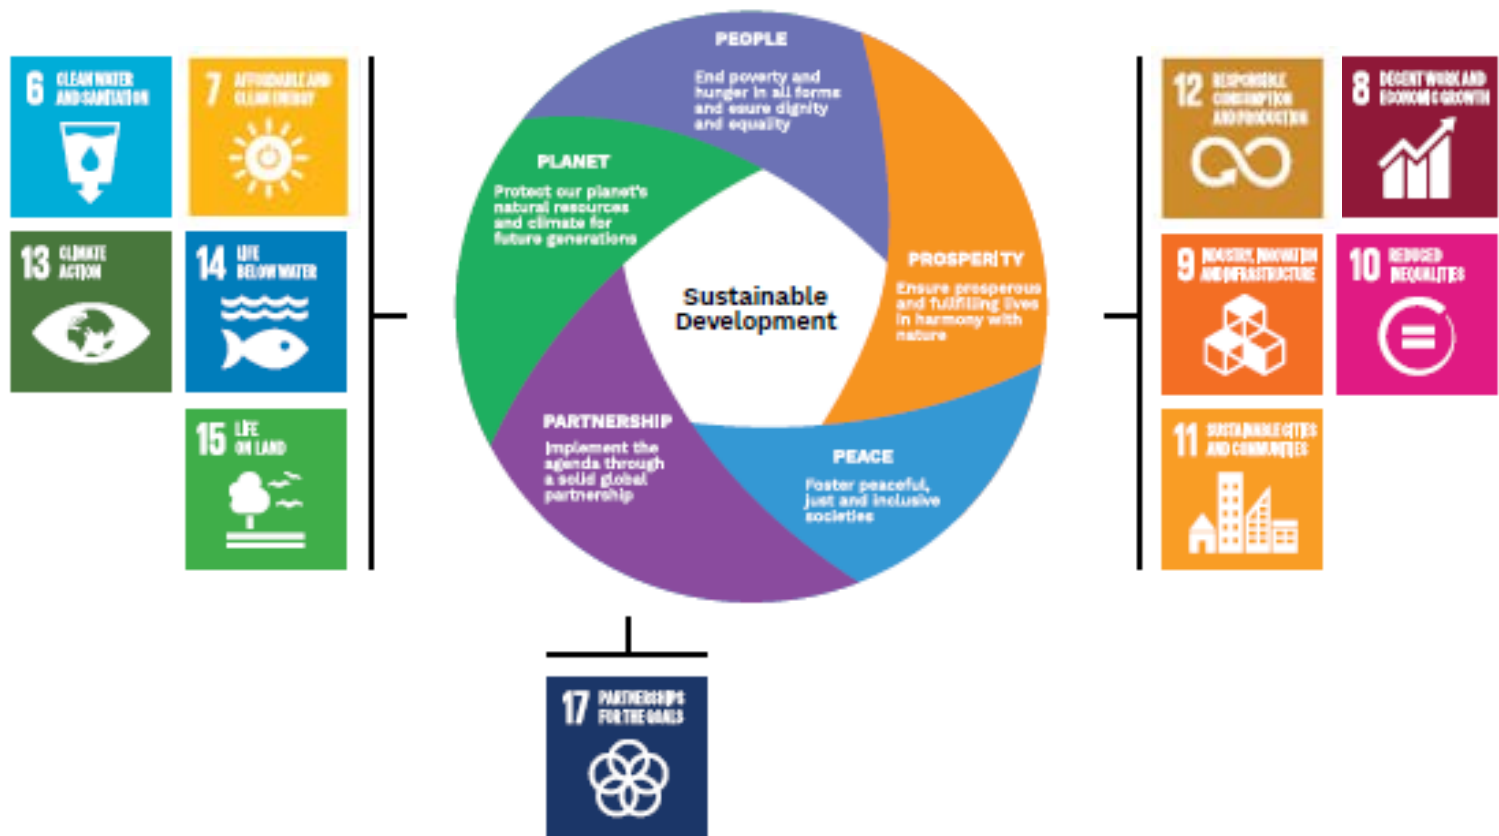 PEOPLE
End poverty and
hunger in all forms
and esure dignity
and equality
PLANET
Protect our planet's
natural resources
and climate for
future generations
PROSPERITY
Ensure prosperous
and fullfilling lives
in harmony with
nature
Sustainable
Development
PARTNERSHIP
Implement the
agenda through
a solid global
partnership
PEACE
Foster peaceful,
just and inclusive
societies
6 CLEAN WATER
AND SANITATION
7 AFFORDABLE AND
CLEAN ENERGY
13 CLIMATE
ACTION
14 LIFE
BELOW WATER
15 LIFE
ON LAND
12 RESPONSIBLE
CONSUMPTION
AND PRODUCTION
8 DECENT WORK AND
ECONOMIC GROWTH
9 INDUSTRY, INNOVATION
AND INFRASTRUCTURE
10 REDUCED
INEQUALITIES
11 SUSTAINABLE CITIES
AND COMMUNITIES
17 PARTNERSHIPS
FOR THE GOALS